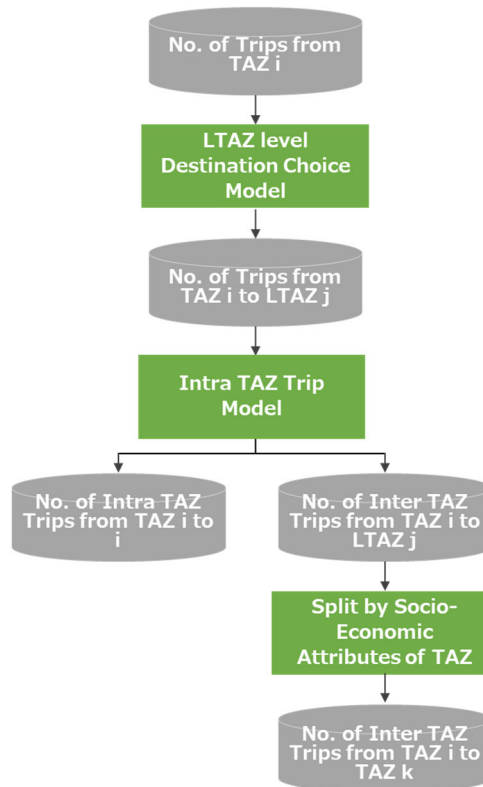 No. of Trips from
TAZ i
LTAZ level
Destination Choice
Model
No. of Trips from
TAZ i to LTAZ j
Intra TAZ Trip
Model
No. of Intra TAZ
Trips from TAZ i to
i
No. of Inter TAZ
Trips from TAZ i to
LTAZ j
Split by Socio-
Economic
Attributes of TAZ
No. of Inter TAZ
Trips from TAZ i to
TAZ k